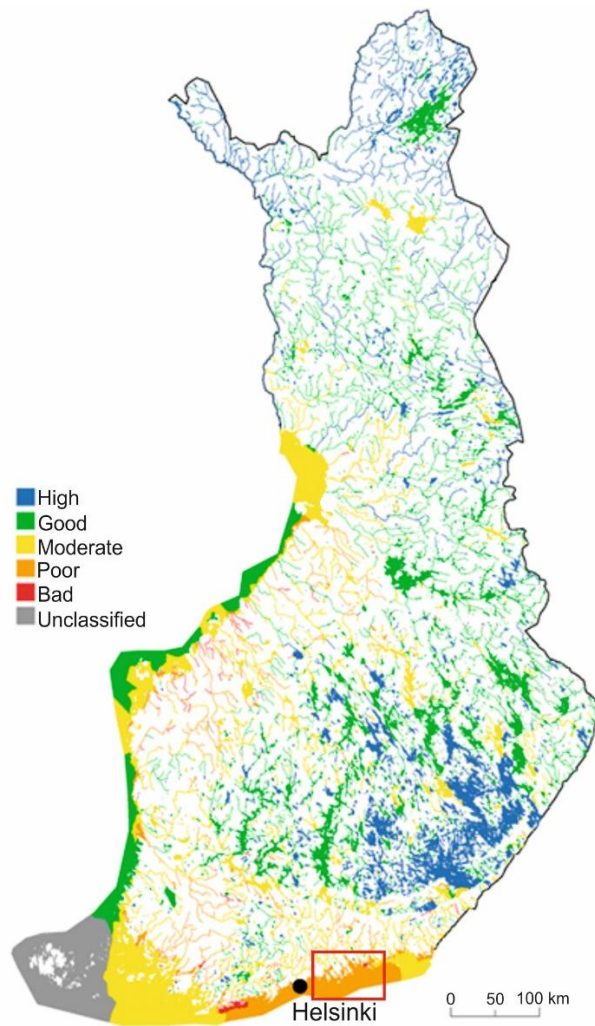 High
Good
Moderate
Poor
Bad
Unclassified
Helsinki
0 50 100 km